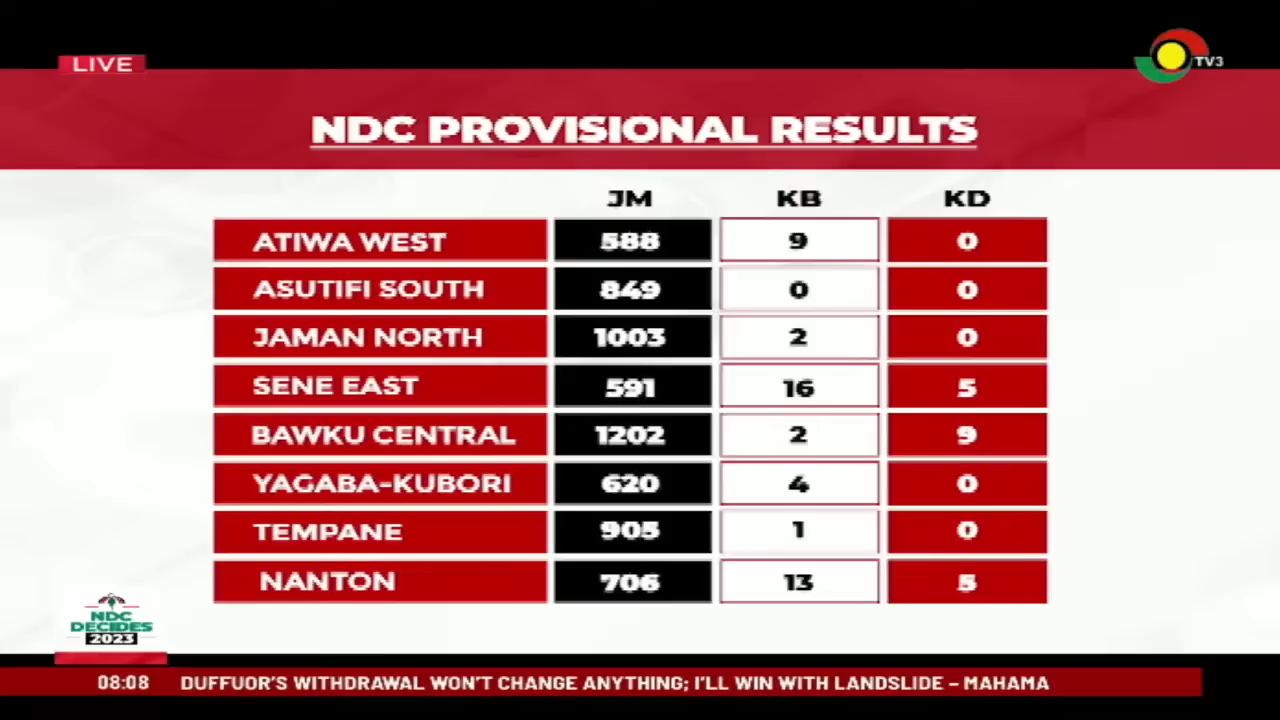 LIVE
TV3
NDC PROVISIONAL RESULTS
JM KB KD
ATIWA WEST 588 9 0
ASUTIFI SOUTH 849 0 0
JAMAN NORTH 1003 2 0
SENE EAST 591 16 5
BAWKU CENTRAL 1202 2 9
YAGABA-KUBORI 620 4 0
TEMPANE 905 1 0
NANTON 706 13 5
NDC
DECIDES
2023
08:08 DUFFUOR'S WITHDRAWAL WON'T CHANGE ANYTHING; I'LL WIN WITH LANDSLIDE – MAHAMA